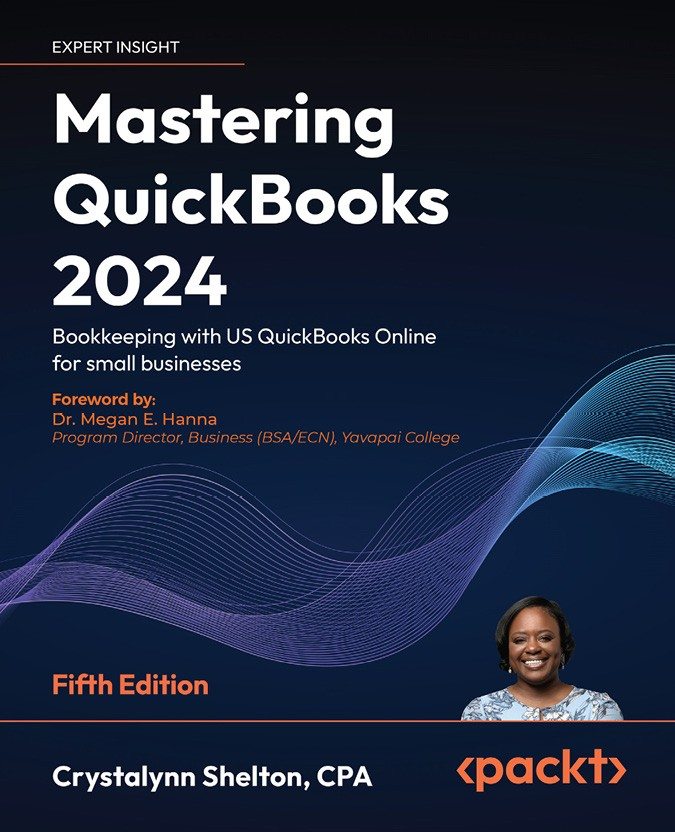 EXPERT INSIGHT
Mastering
QuickBooks
2024
Bookkeeping with US QuickBooks Online
for small businesses
Foreword by:
Dr. Megan E. Hanna
Program Director, Business (BSA/ECN), Yavapai College
Fifth Edition
Crystalynn Shelton, CPA
<packt>